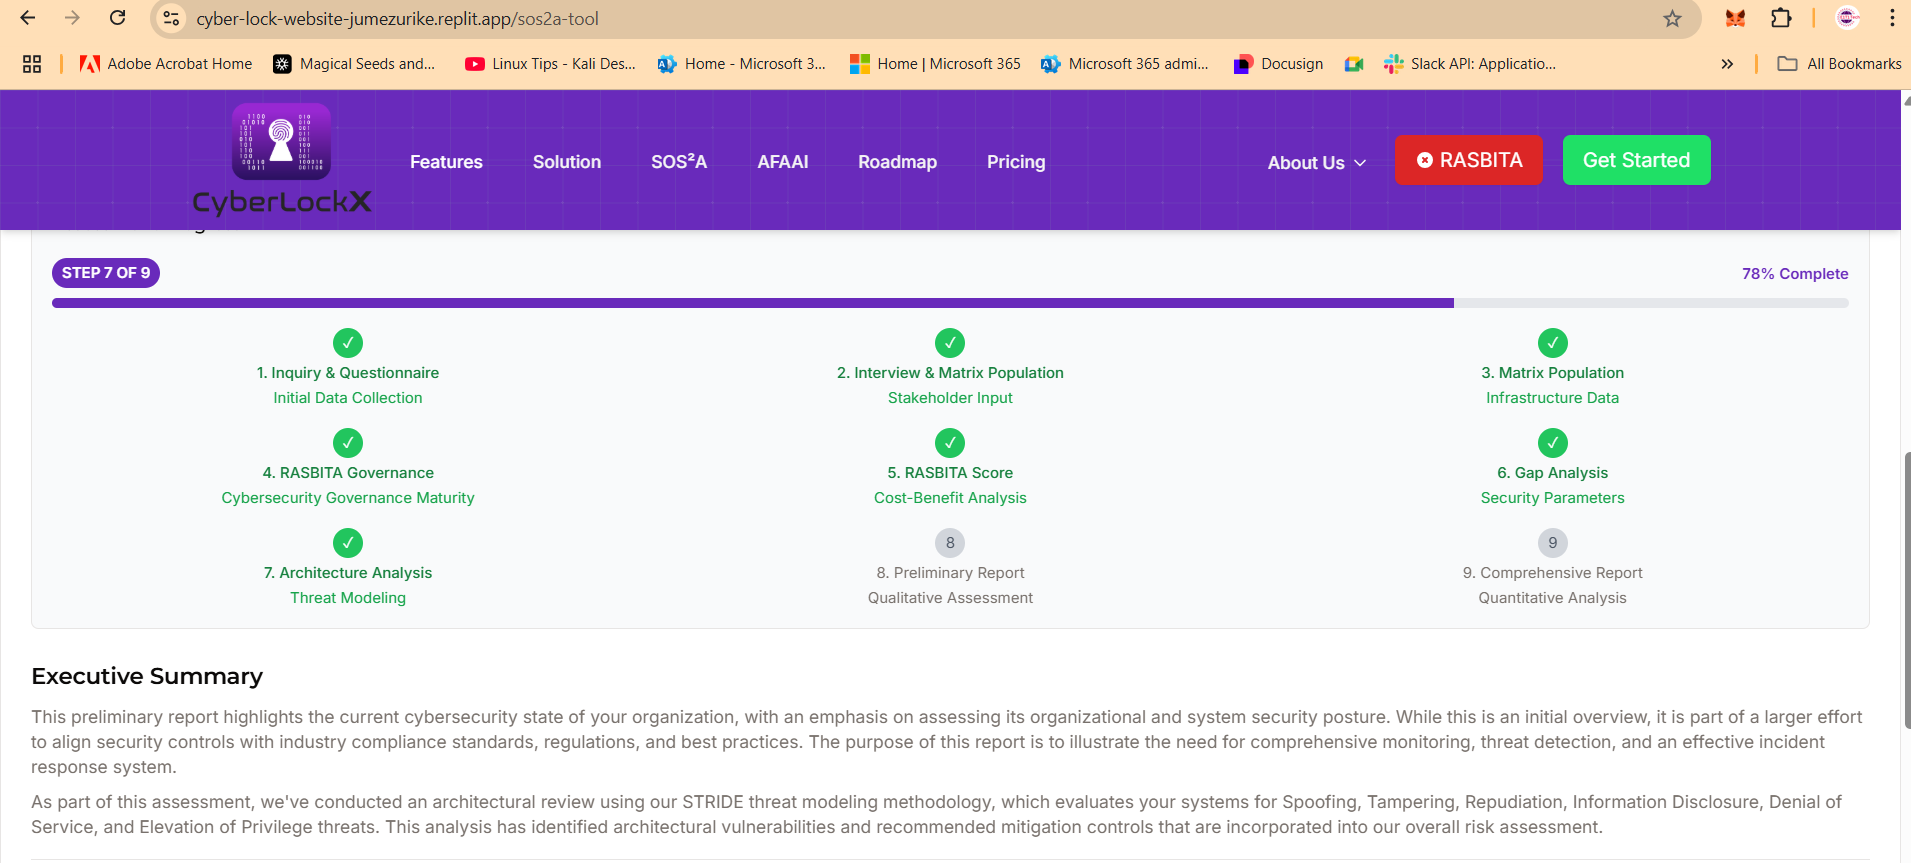 cyber-lock-website-jumezurike.replit.app/sos2a-tool
Adobe Acrobat Home
Magical Seeds and...
Linux Tips - Kali Des...
Home - Microsoft 3...
Home | Microsoft 365
Microsoft 365 admi...
Docusign
Slack API: Applicatio...
»
All Bookmarks
CyberLockX
Features
Solution
SOS²A
AFAAI
Roadmap
Pricing
About Us
RASBITA
Get Started
STEP 7 OF 9
78% Complete
1. Inquiry & Questionnaire
Initial Data Collection
2. Interview & Matrix Population
Stakeholder Input
3. Matrix Population
Infrastructure Data
4. RASBITA Governance
Cybersecurity Governance Maturity
5. RASBITA Score
Cost-Benefit Analysis
6. Gap Analysis
Security Parameters
7. Architecture Analysis
Threat Modeling
8
8. Preliminary Report
Qualitative Assessment
9
9. Comprehensive Report
Quantitative Analysis
Executive Summary
This preliminary report highlights the current cybersecurity state of your organization, with an emphasis on assessing its organizational and system security posture. While this is an initial overview, it is part of a larger effort
to align security controls with industry compliance standards, regulations, and best practices. The purpose of this report is to illustrate the need for comprehensive monitoring, threat detection, and an effective incident
response system.
As part of this assessment, we've conducted an architectural review using our STRIDE threat modeling methodology, which evaluates your systems for Spoofing, Tampering, Repudiation, Information Disclosure, Denial of
Service, and Elevation of Privilege threats. This analysis has identified architectural vulnerabilities and recommended mitigation controls that are incorporated into our overall risk assessment.